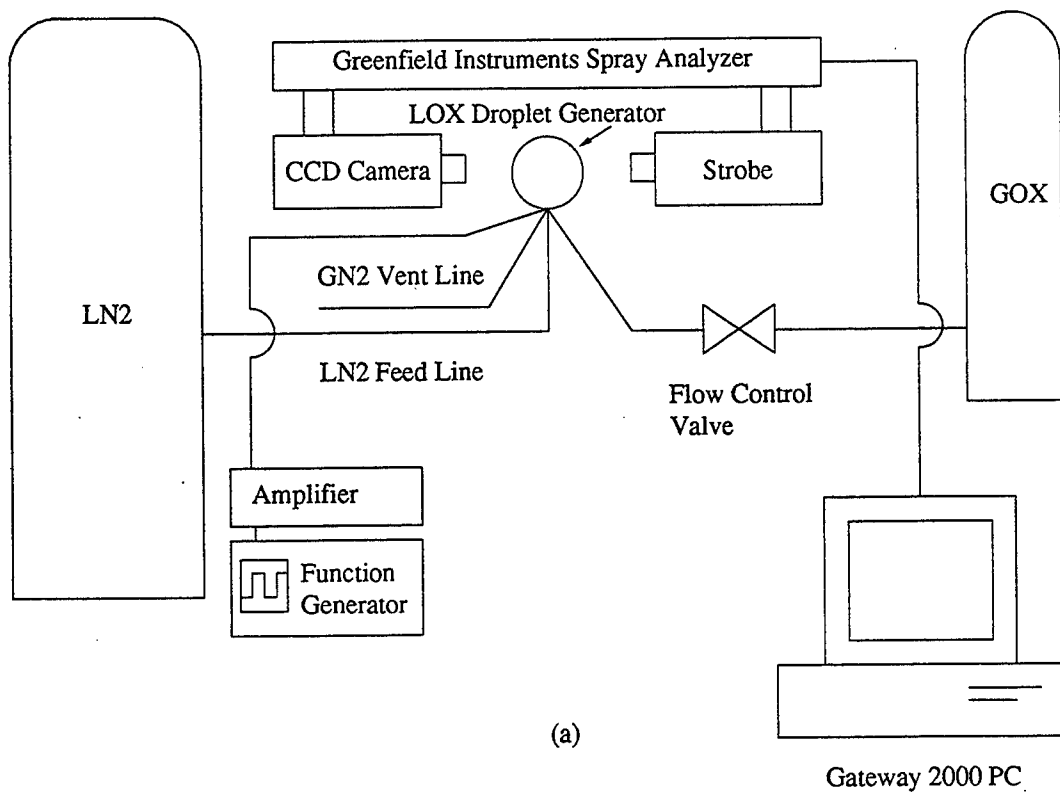 Greenfield Instruments Spray Analyzer
LOX Droplet Generator
CCD Camera
Strobe
GOX
LN2
GN2 Vent Line
LN2 Feed Line
Flow Control
Valve
Amplifier
Function
Generator
(a)
Gateway 2000 PC